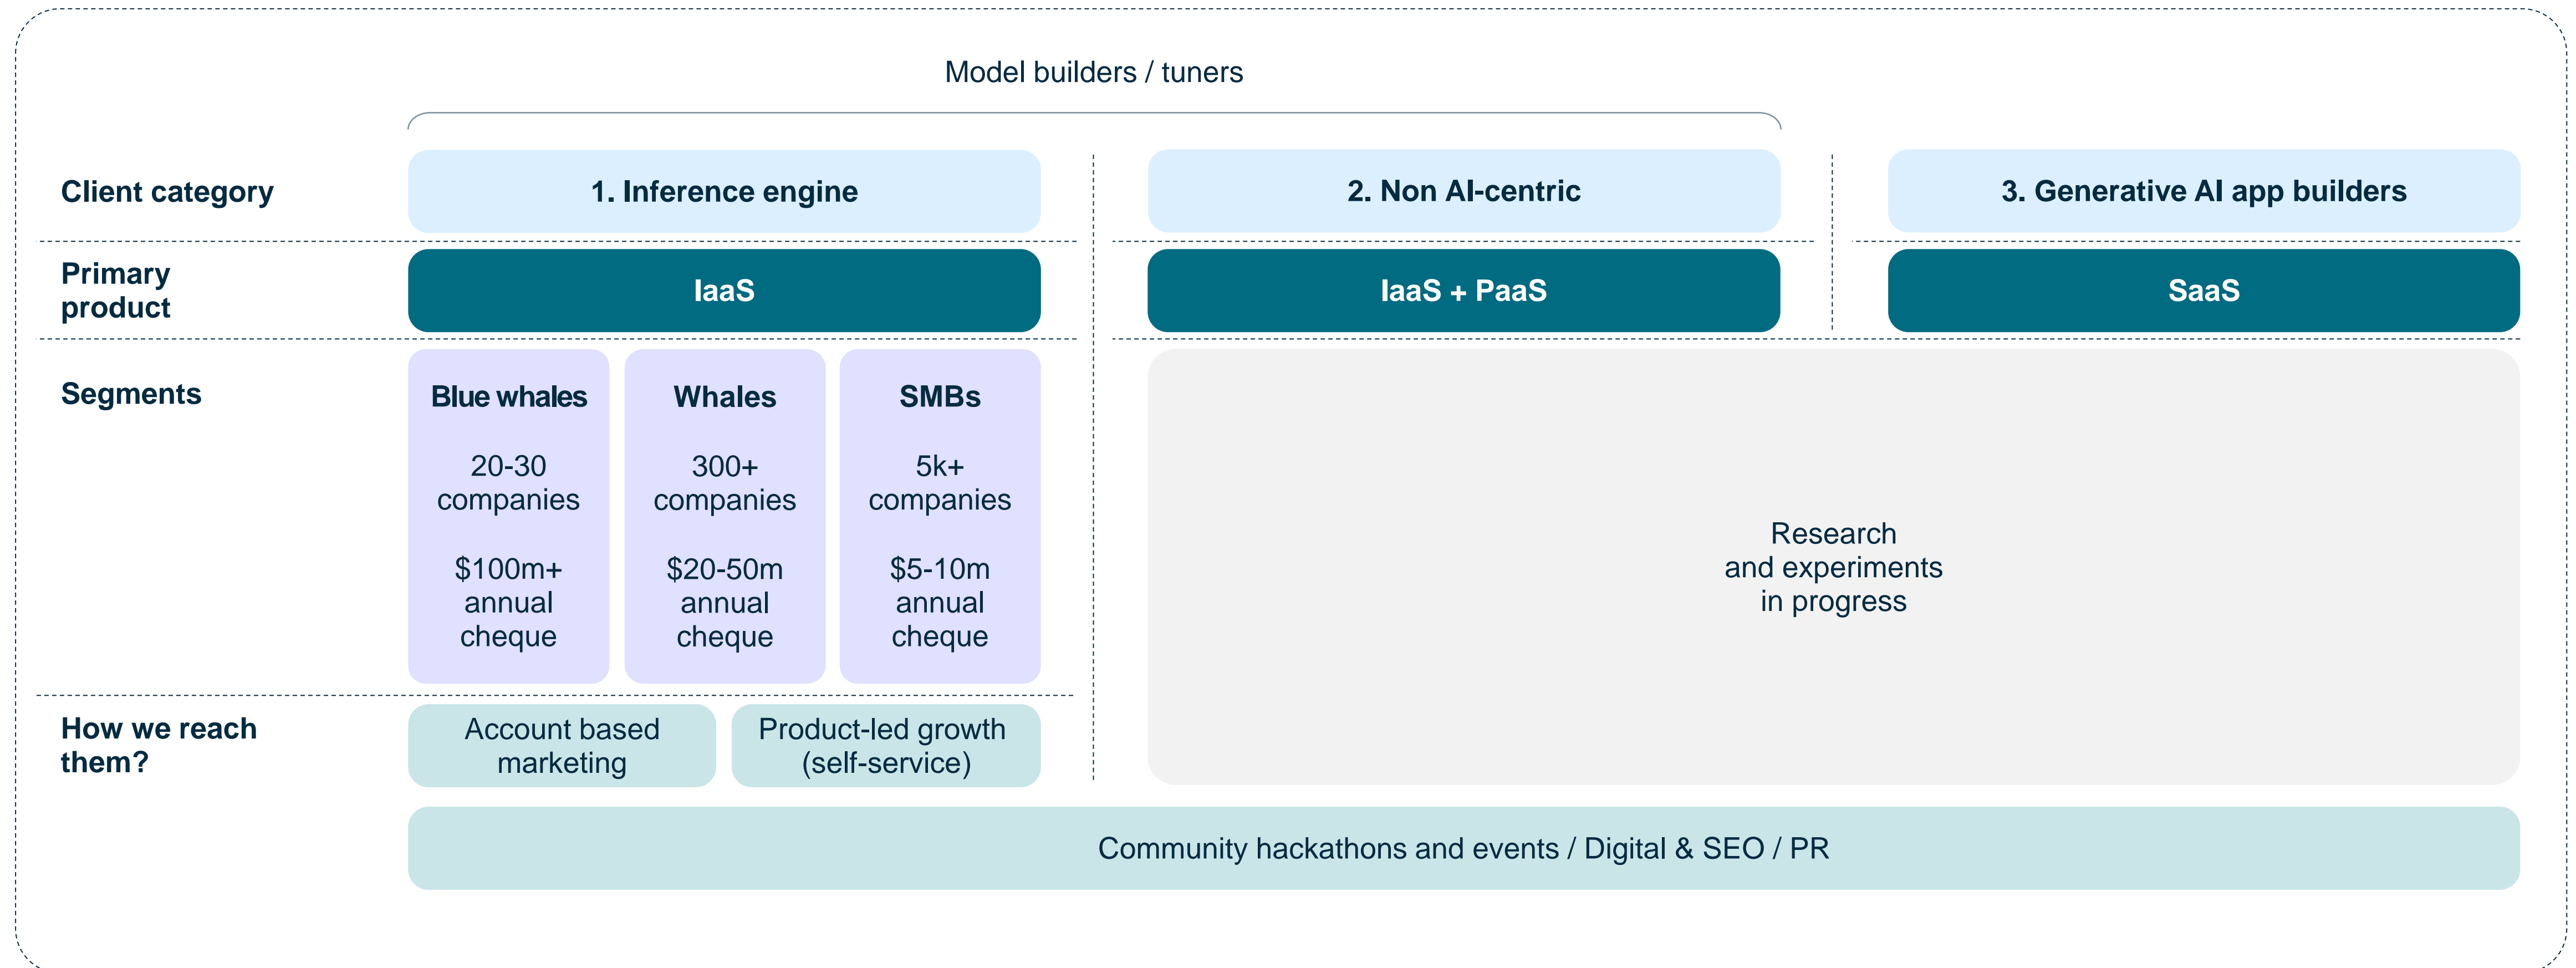 Model builders / tuners
Client category
1. Inference engine
2. Non AI-centric
3. Generative AI app builders
Primary
product
IaaS
IaaS + PaaS
SaaS
Segments
Blue whales
20-30
companies
$100m+
annual
cheque
Whales
300+
companies
$20-50m
annual
cheque
SMBs
5k+
companies
$5-10m
annual
cheque
Research
and experiments
in progress
How we reach
them?
Account based
marketing
Product-led growth
(self-service)
Community hackathons and events / Digital & SEO / PR